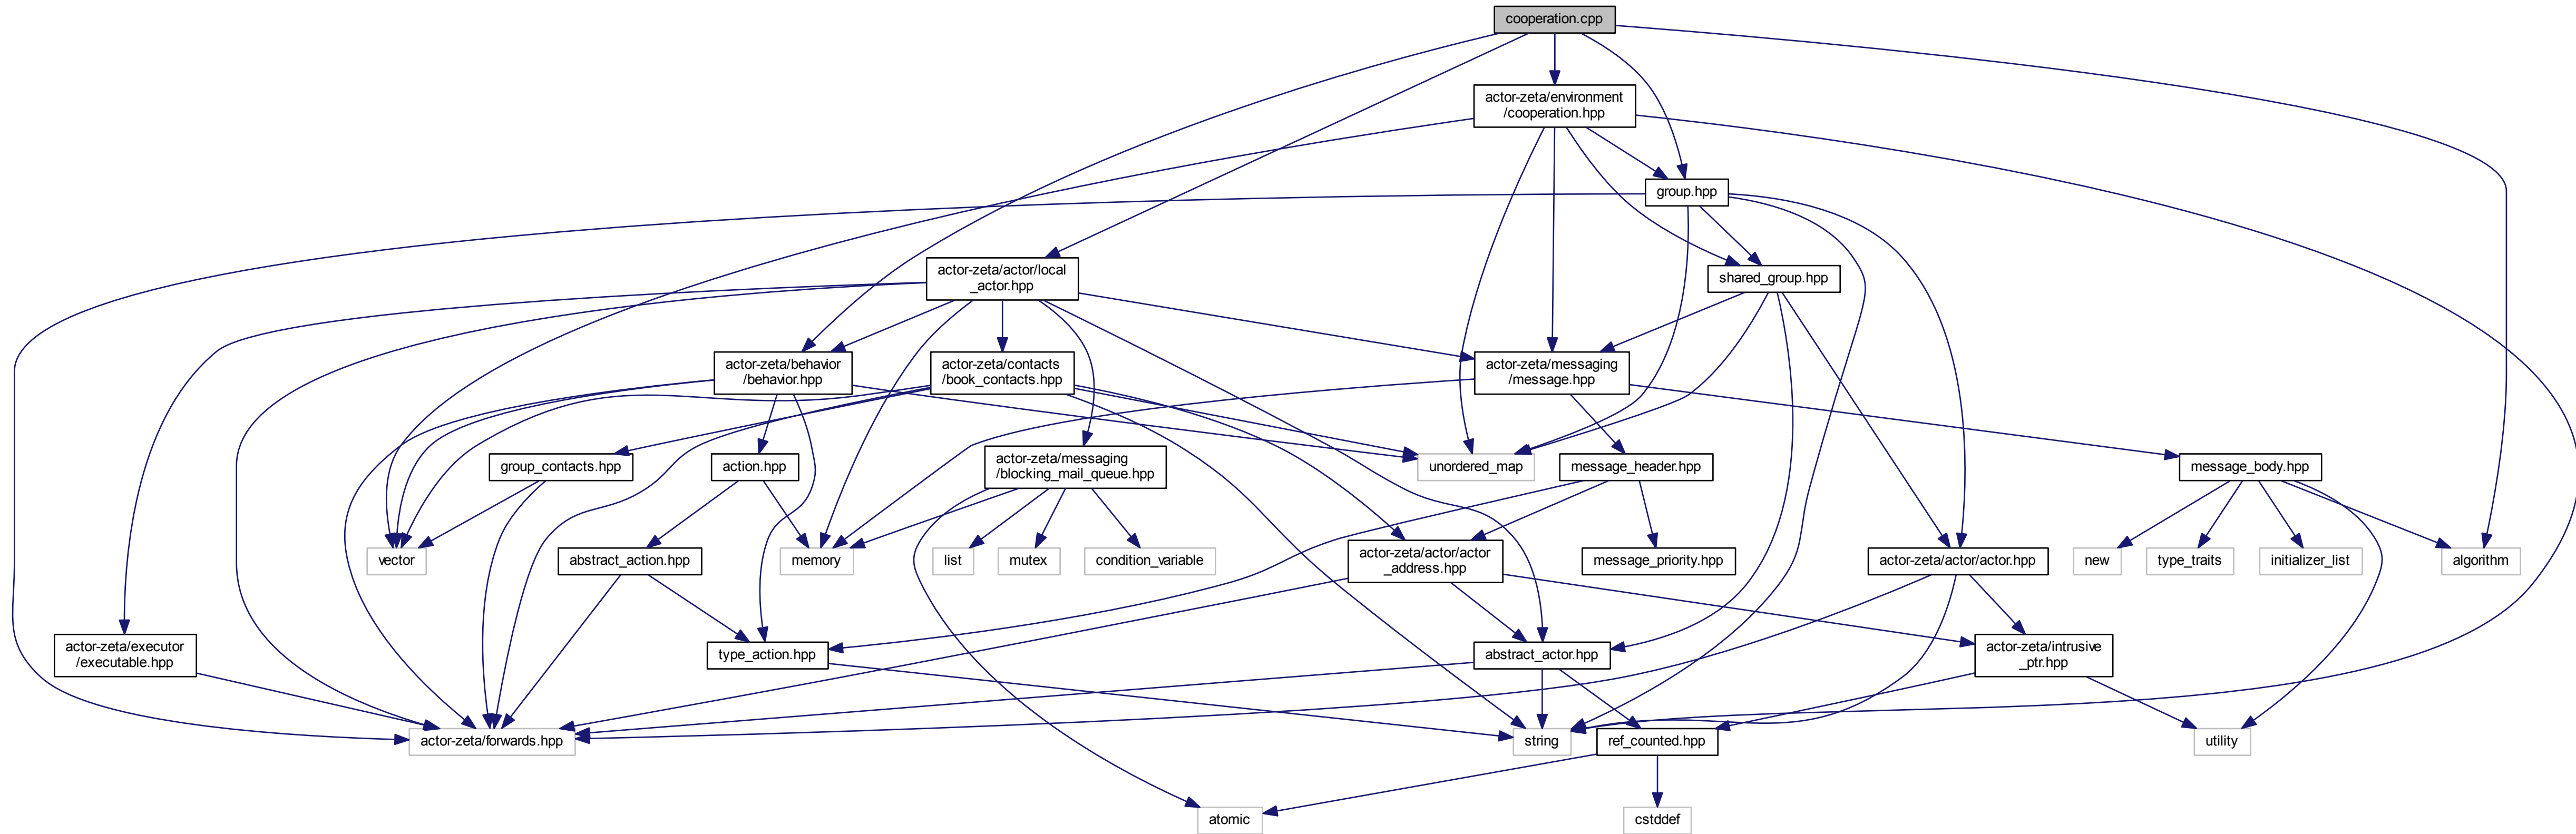 cooperation.cpp
actor-zeta/environment
/cooperation.hpp
group.hpp
actor-zeta/actor/local
_actor.hpp
shared_group.hpp
actor-zeta/behavior
/behavior.hpp
actor-zeta/contacts
/book_contacts.hpp
actor-zeta/messaging
/message.hpp
group_contacts.hpp
action.hpp
actor-zeta/messaging
/blocking_mail_queue.hpp
unordered_map
message_header.hpp
message_body.hpp
vector
abstract_action.hpp
memory
list
mutex
condition_variable
actor-zeta/actor/actor
_address.hpp
message_priority.hpp
actor-zeta/actor/actor.hpp
new
type_traits
initializer_list
algorithm
actor-zeta/executor
/executable.hpp
type_action.hpp
abstract_actor.hpp
actor-zeta/intrusive
_ptr.hpp
actor-zeta/forwards.hpp
string
ref_counted.hpp
utility
atomic
cstddef